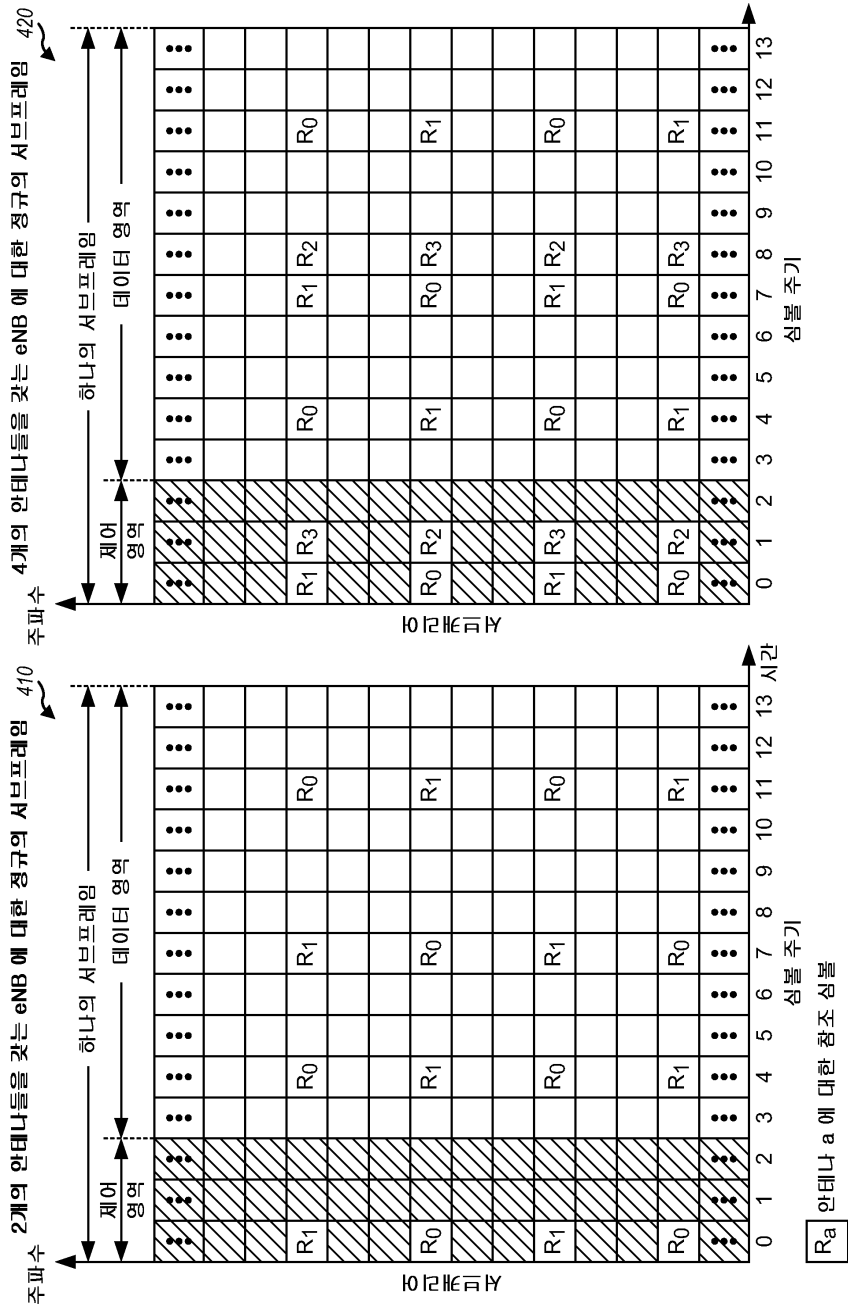 2개의 안테나들을 갖는 eNB 에 대한 정규의 서브프레임 410
주파수
하나의 서브프레임
제어 영역
데이터 영역
••• ••• ••• ••• ••• ••• ••• ••• ••• ••• ••• ••• ••• •••
R1 R0 R1 R0
R0 R1 R0 R1
R1 R0 R1 R0
R0 R1 R0 R1
••• ••• ••• ••• ••• ••• ••• ••• ••• ••• ••• ••• ••• •••
서브캐리어
0 1 2 3 4 5 6 7 8 9 10 11 12 13
심볼 주기
시간
Ra 안테나 a 에 대한 참조 심볼
4개의 안테나들을 갖는 eNB 에 대한 정규의 서브프레임 420
주파수
하나의 서브프레임
제어 영역
데이터 영역
••• ••• ••• ••• ••• ••• ••• ••• ••• ••• ••• ••• ••• •••
R1 R3 R0 R1 R2 R0
R0 R2 R1 R0 R3 R1
R1 R3 R0 R1 R2 R0
R0 R2 R1 R0 R3 R1
••• ••• ••• ••• ••• ••• ••• ••• ••• ••• ••• ••• ••• •••
서브캐리어
0 1 2 3 4 5 6 7 8 9 10 11 12 13
심볼 주기